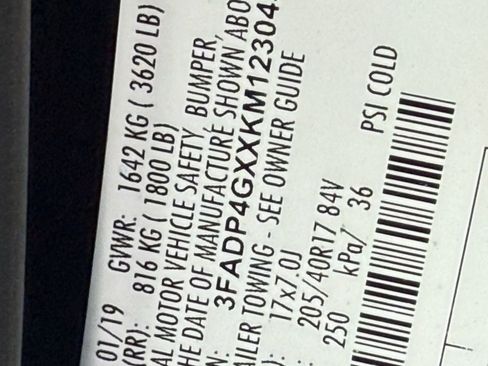 01/19 GVWR: 1642 KG ( 3620 LB)
(RR): 816 KG ( 1800 LB)
AL MOTOR VEHICLE SAFETY, BUMPER,
HE DATE OF MANUFACTURE SHOWN ABO
N: 3FADP4GXXKM12304
AILER TOWING - SEE OWNER GUIDE
): 17x7.0J
: 205/40R17 84V
: 250 kPa/ 36 PSI COLD